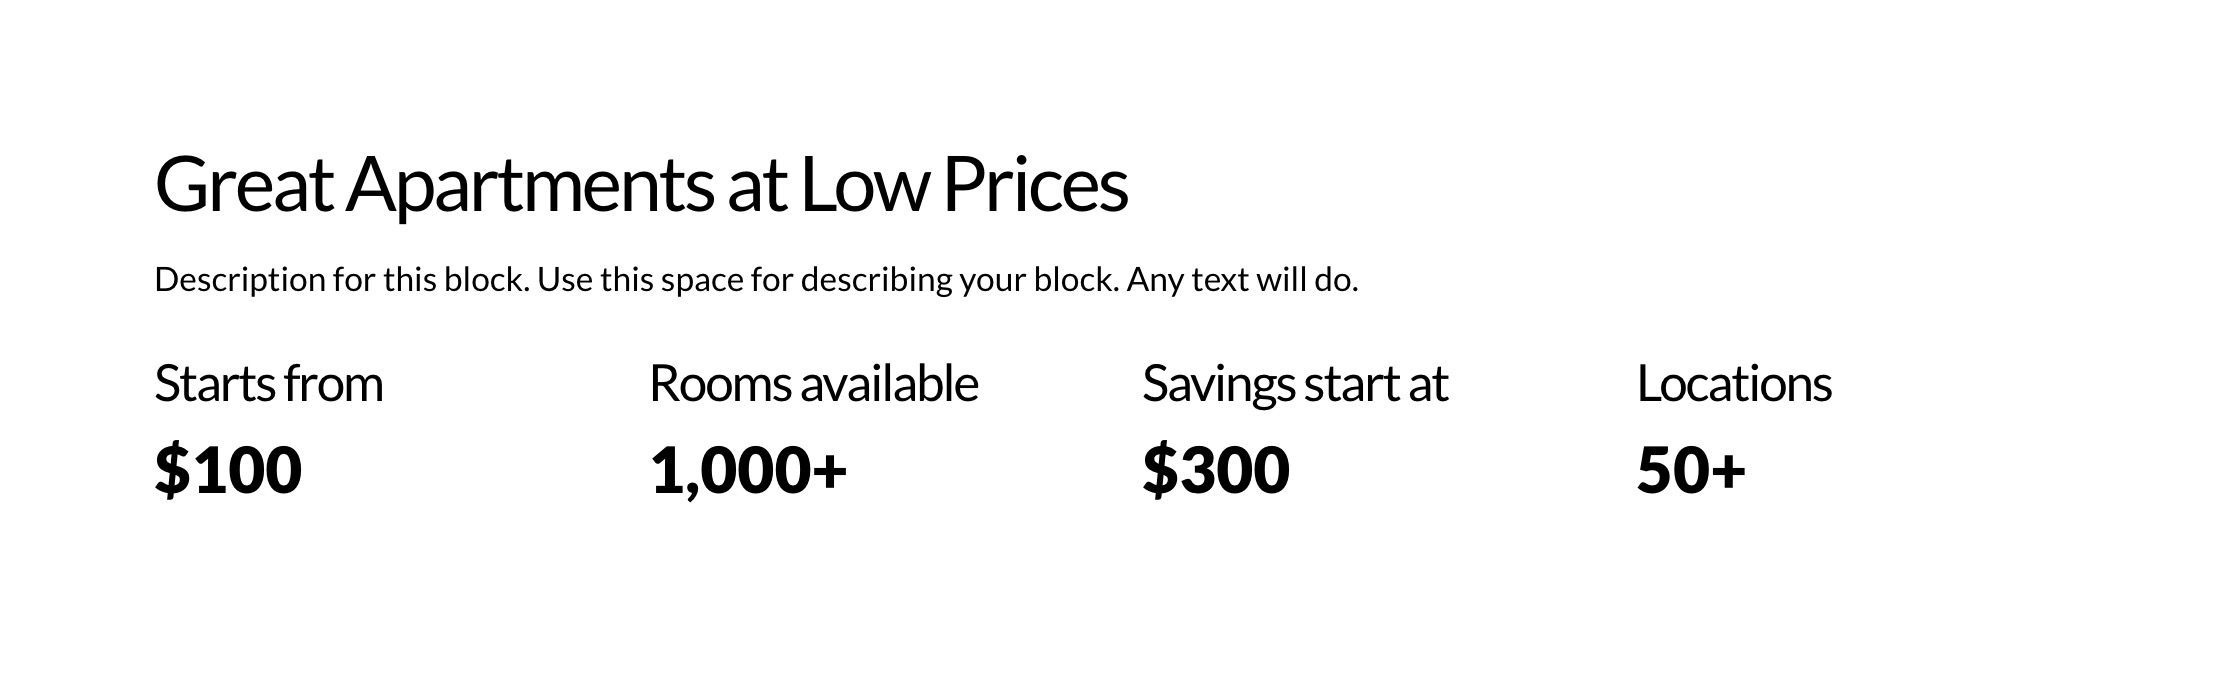 Great Apartments at Low Prices
Description for this block. Use this space for describing your block. Any text will do.
Starts from
$100
Rooms available
1,000+
Savings start at
$300
Locations
50+